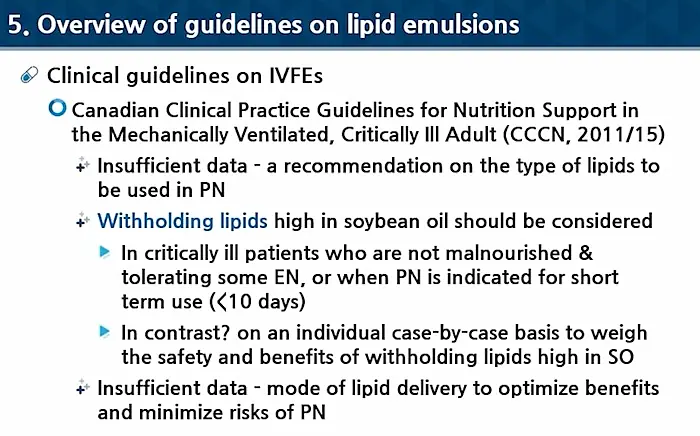 5. Overview of guidelines on lipid emulsions
Clinical guidelines on IVFEs
Canadian Clinical Practice Guidelines for Nutrition Support in
the Mechanically Ventilated, Critically Ill Adult (CCCN, 2011/15)
Insufficient data - a recommendation on the type of lipids to
be used in PN
Withholding lipids high in soybean oil should be considered
In critically ill patients who are not malnourished &
tolerating some EN, or when PN is indicated for short
term use (<10 days)
In contrast? on an individual case-by-case basis to weigh
the safety and benefits of withholding lipids high in SO
Insufficient data - mode of lipid delivery to optimize benefits
and minimize risks of PN